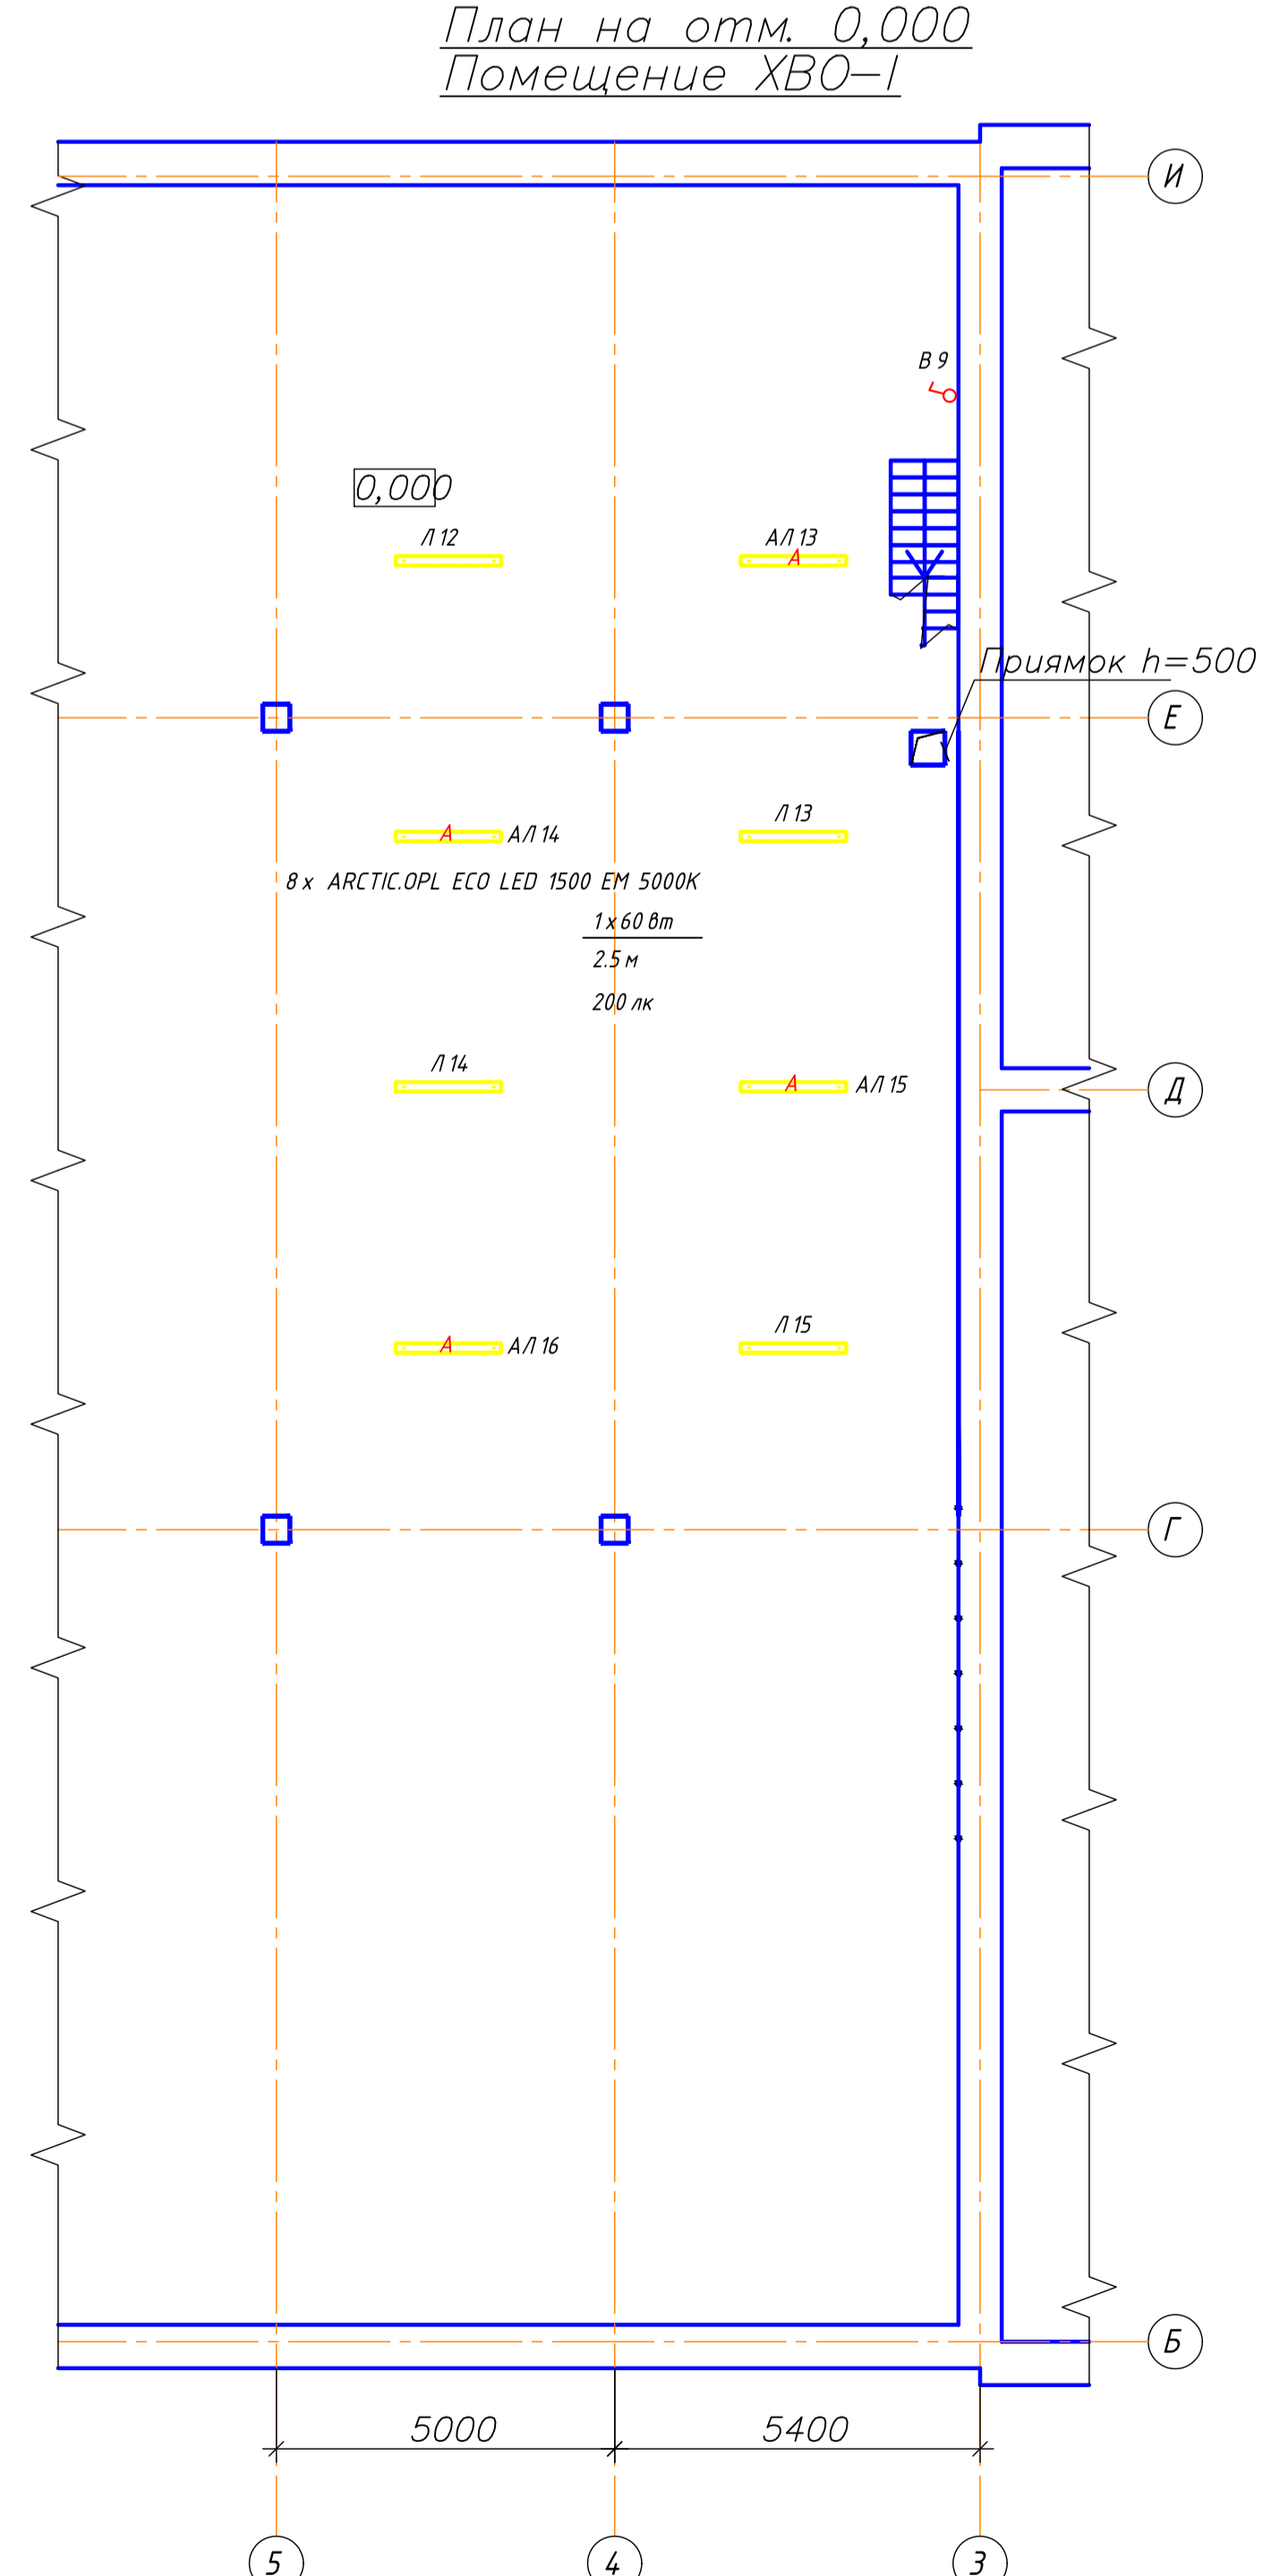 План на отм. 0,000
Помещение ХВО-I
И
В 9
0,000
Л 12
АЛ 13
А
Приямок h=500
Е
Л 13
А
АЛ 14
8 x ARCTIC.OPL ECO LED 1500 EM 5000K
1 x 60 Вт
2.5 м
200 лк
Л 14
А
АЛ 15
Д
Л 15
А
АЛ 16
Г
Б
5000
5400
5
4
3